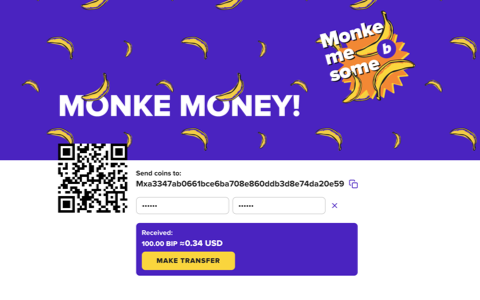 Monke
me
some b
MONKE MONEY!
Send coins to:
Mxa3347ab0661bce6ba708e860ddb3d8e74da20e59
Received:
100.00 BIP ≈0.34 USD
MAKE TRANSFER